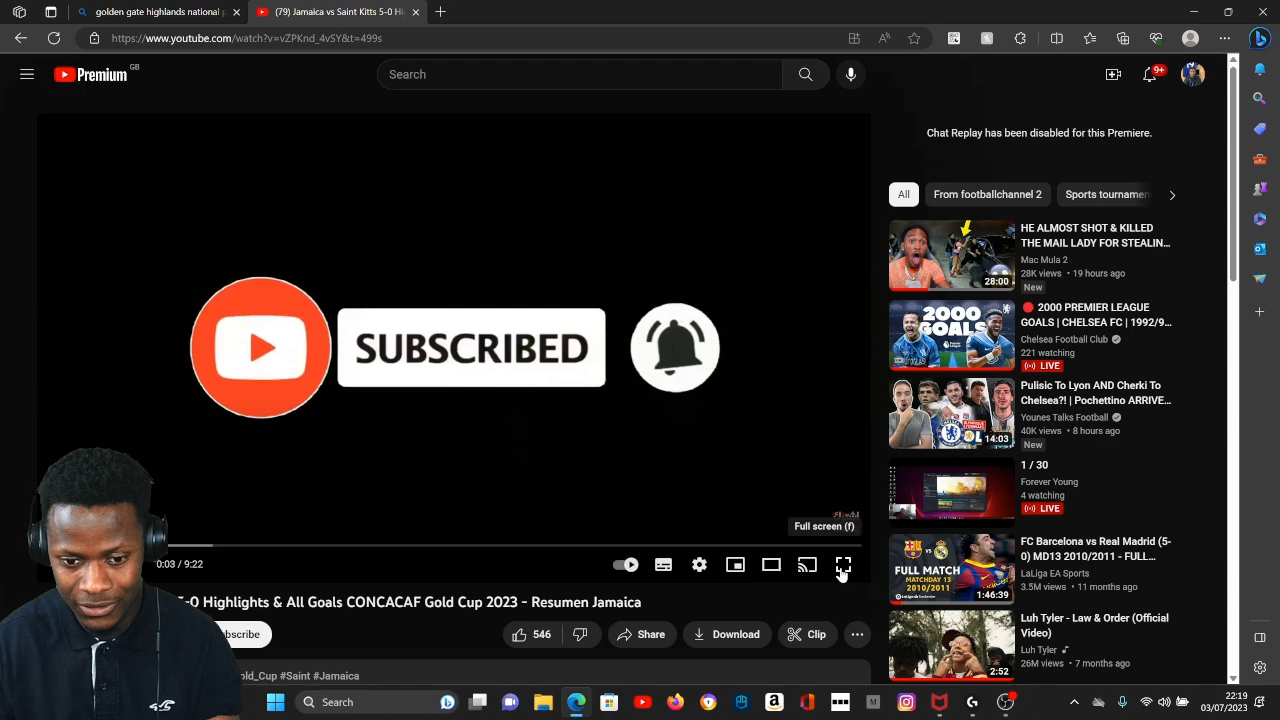 golden gate highlands national p
(79) Jamaica vs Saint Kitts 5-0 Hi
https://www.youtube.com/watch?v=vZPKnd_4vSY&t=499s
Premium
GB
Search
9+
Chat Replay has been disabled for this Premiere.
All
From footballchannel 2
Sports tournamen
HE ALMOST SHOT & KILLED
THE MAIL LADY FOR STEALIN…
Mac Mula 2
28K views • 19 hours ago
New
28:00
2000 PREMIER LEAGUE
GOALS | CHELSEA FC | 1992/9…
Chelsea Football Club
221 watching
LIVE
2000
GOALS
Pulisic To Lyon AND Cherki To
Chelsea?! | Pochettino ARRIVE…
Younes Talks Football
40K views • 8 hours ago
New
14:03
1 / 30
Forever Young
4 watching
LIVE
FC Barcelona vs Real Madrid (5-
0) MD13 2010/2011 - FULL…
LaLiga EA Sports
3.5M views • 11 months ago
FULL MATCH
MATCHDAY 13
2010/2011
1:46:39
Luh Tyler - Law & Order (Official
Video)
Luh Tyler
26M views • 7 months ago
2:52
SUBSCRIBED
Full screen (f)
0:03 / 9:22
5-0 Highlights & All Goals CONCACAF Gold Cup 2023 - Resumen Jamaica
bscribe
546
Share
Download
Clip
old_Cup #Saint #Jamaica
Search
22:19
03/07/2023